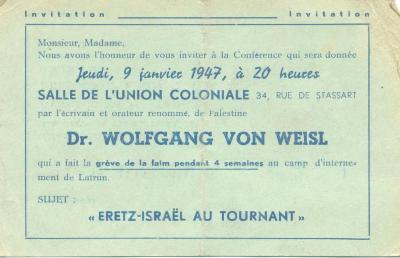 Invitation Invitation
Monsieur, Madame,
Nous avons l'honneur de vous inviter à la Conférence qui sera donnée
Jeudi, 9 janvier 1947, à 20 heures
SALLE DE L'UNION COLONIALE 34, RUE DE STASSART
par l'écrivain et orateur renommé, de Palestine
Dr. WOLFGANG VON WEISL
qui a fait la grève de la faim pendant 4 semaines au camp d'interne-
ment de Latrun.
SUJET :
« ERETZ-ISRAËL AU TOURNANT »